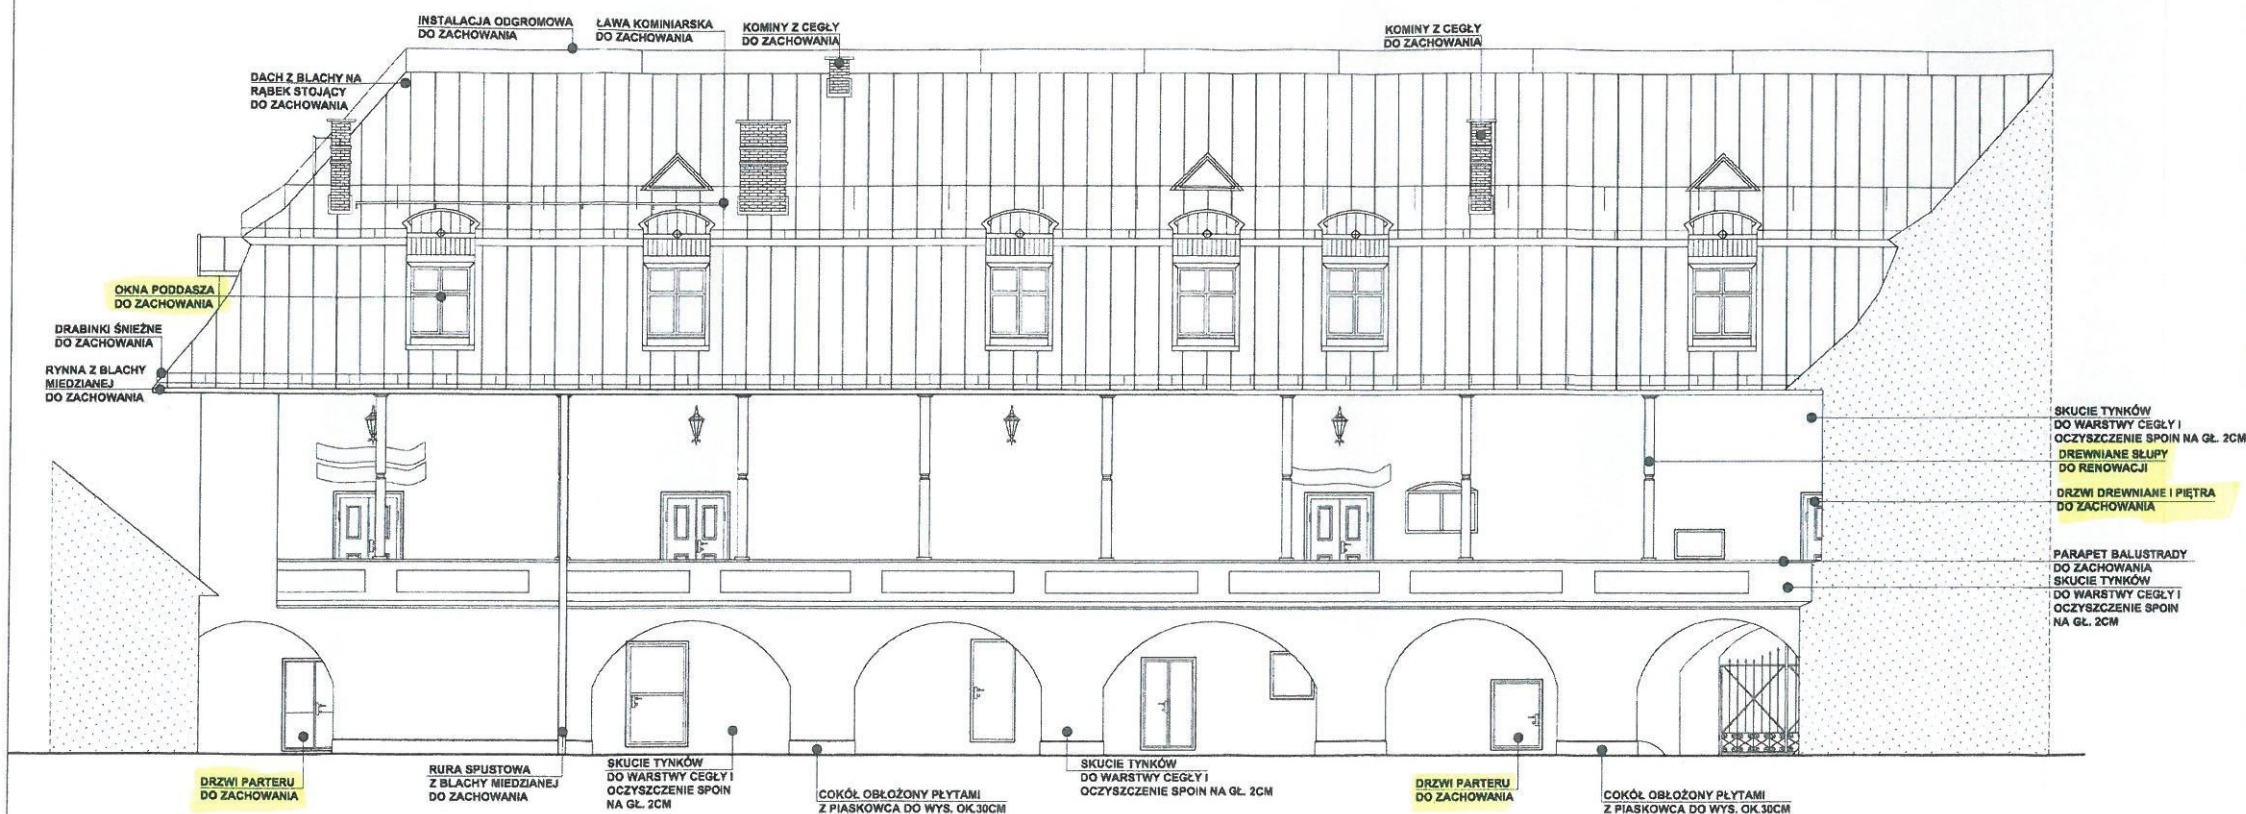 INSTALACJA ODGROMOWA
DO ZACHOWANIA
ŁAWA KOMINIARSKA
DO ZACHOWANIA
KOMINY Z CEGŁY
DO ZACHOWANIA
KOMINY Z CEGŁY
DO ZACHOWANIA
DACH Z BLACHY NA
RĄBEK STOJĄCY
DO ZACHOWANIA
OKNA PODDASZA
DO ZACHOWANIA
DRABINKI ŚNIEŻNE
DO ZACHOWANIA
RYNNA Z BLACHY
MIEDZIANEJ
DO ZACHOWANIA
SKUCIE TYNKÓW
DO WARSTWY CEGŁY I
OCZYSZCZENIE SPOIN NA GŁ. 2CM
DREWNIANE SŁUPY
DO RENOWACJI
DRZWI DREWNIANE I PIĘTRA
DO ZACHOWANIA
PARAPET BALUSTRADY
DO ZACHOWANIA
SKUCIE TYNKÓW
DO WARSTWY CEGŁY I
OCZYSZCZENIE SPOIN
NA GŁ. 2CM
DRZWI PARTERU
DO ZACHOWANIA
RURA SPUSTOWA
Z BLACHY MIEDZIANEJ
DO ZACHOWANIA
SKUCIE TYNKÓW
DO WARSTWY CEGŁY I
OCZYSZCZENIE SPOIN
NA GŁ. 2CM
COKÓŁ OBŁOŻONY PŁYTAMI
Z PIASKOWCA DO WYS. OK.30CM
SKUCIE TYNKÓW
DO WARSTWY CEGŁY I
OCZYSZCZENIE SPOIN NA GŁ. 2CM
DRZWI PARTERU
DO ZACHOWANIA
COKÓŁ OBŁOŻONY PŁYTAMI
Z PIASKOWCA DO WYS. OK.30CM